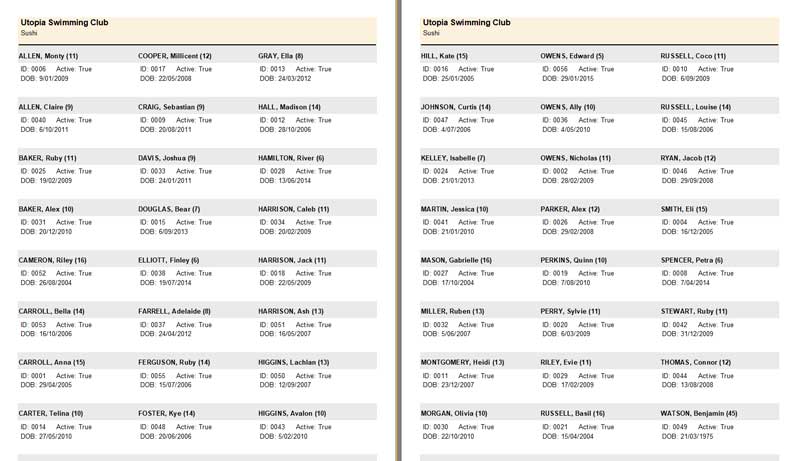 Utopia Swimming Club
Sushi
ALLEN, Monty (11) COOPER, Millicent (12) GRAY, Ella (8)
ID: 0006 Active: True ID: 0017 Active: True ID: 0013 Active: True
DOB: 9/01/2009 DOB: 22/05/2008 DOB: 24/03/2012
ALLEN, Claire (9) CRAIG, Sebastian (9) HALL, Madison (14)
ID: 0040 Active: True ID: 0009 Active: True ID: 0012 Active: True
DOB: 6/10/2011 DOB: 20/08/2011 DOB: 28/10/2006
BAKER, Ruby (11) DAVIS, Joshua (9) HAMILTON, River (6)
ID: 0025 Active: True ID: 0033 Active: True ID: 0028 Active: True
DOB: 19/02/2009 DOB: 24/01/2011 DOB: 13/06/2014
BAKER, Alex (10) DOUGLAS, Bear (7) HARRISON, Caleb (11)
ID: 0031 Active: True ID: 0015 Active: True ID: 0034 Active: True
DOB: 20/12/2010 DOB: 6/09/2013 DOB: 20/02/2009
CAMERON, Riley (16) ELLIOTT, Finley (6) HARRISON, Jack (11)
ID: 0052 Active: True ID: 0038 Active: True ID: 0018 Active: True
DOB: 26/08/2004 DOB: 19/07/2014 DOB: 22/05/2009
CARROLL, Bella (14) FARRELL, Adelaide (8) HARRISON, Ash (13)
ID: 0053 Active: True ID: 0037 Active: True ID: 0051 Active: True
DOB: 16/10/2006 DOB: 24/04/2012 DOB: 16/05/2007
CARROLL, Anna (15) FERGUSON, Ruby (14) HIGGINS, Lachlan (13)
ID: 0001 Active: True ID: 0055 Active: True ID: 0050 Active: True
DOB: 29/04/2005 DOB: 15/07/2006 DOB: 12/09/2007
CARTER, Telina (10) FOSTER, Kye (14) HIGGINS, Avalon (10)
ID: 0014 Active: True ID: 0048 Active: True ID: 0043 Active: True
DOB: 27/05/2010 DOB: 20/06/2006 DOB: 5/02/2010
Utopia Swimming Club
Sushi
HILL, Kate (15) OWENS, Edward (5) RUSSELL, Coco (11)
ID: 0016 Active: True ID: 0056 Active: True ID: 0010 Active: True
DOB: 25/01/2005 DOB: 29/01/2015 DOB: 6/09/2009
JOHNSON, Curtis (14) OWENS, Ally (10) RUSSELL, Louise (14)
ID: 0047 Active: True ID: 0036 Active: True ID: 0045 Active: True
DOB: 4/07/2006 DOB: 4/05/2010 DOB: 15/08/2006
KELLEY, Isabelle (7) OWENS, Nicholas (11) RYAN, Jacob (12)
ID: 0024 Active: True ID: 0002 Active: True ID: 0046 Active: True
DOB: 21/01/2013 DOB: 28/02/2009 DOB: 29/09/2008
MARTIN, Jessica (10) PARKER, Alex (12) SMITH, Eli (15)
ID: 0041 Active: True ID: 0026 Active: True ID: 0004 Active: True
DOB: 21/01/2010 DOB: 29/02/2008 DOB: 16/12/2005
MASON, Gabrielle (16) PERKINS, Quinn (10) SPENCER, Petra (6)
ID: 0027 Active: True ID: 0019 Active: True ID: 0008 Active: True
DOB: 17/10/2004 DOB: 7/08/2010 DOB: 7/04/2014
MILLER, Ruben (13) PERRY, Sylvie (11) STEWART, Ruby (11)
ID: 0032 Active: True ID: 0020 Active: True ID: 0042 Active: True
DOB: 5/06/2007 DOB: 6/03/2009 DOB: 31/12/2009
MONTGOMERY, Heidi (13) RILEY, Evie (11) THOMAS, Connor (12)
ID: 0011 Active: True ID: 0029 Active: True ID: 0044 Active: True
DOB: 23/12/2007 DOB: 17/02/2009 DOB: 13/08/2008
MORGAN, Olivia (10) RUSSELL, Basil (16) WATSON, Benjamin (45)
ID: 0030 Active: True ID: 0021 Active: True ID: 0049 Active: True
DOB: 22/10/2010 DOB: 15/04/2004 DOB: 21/03/1975